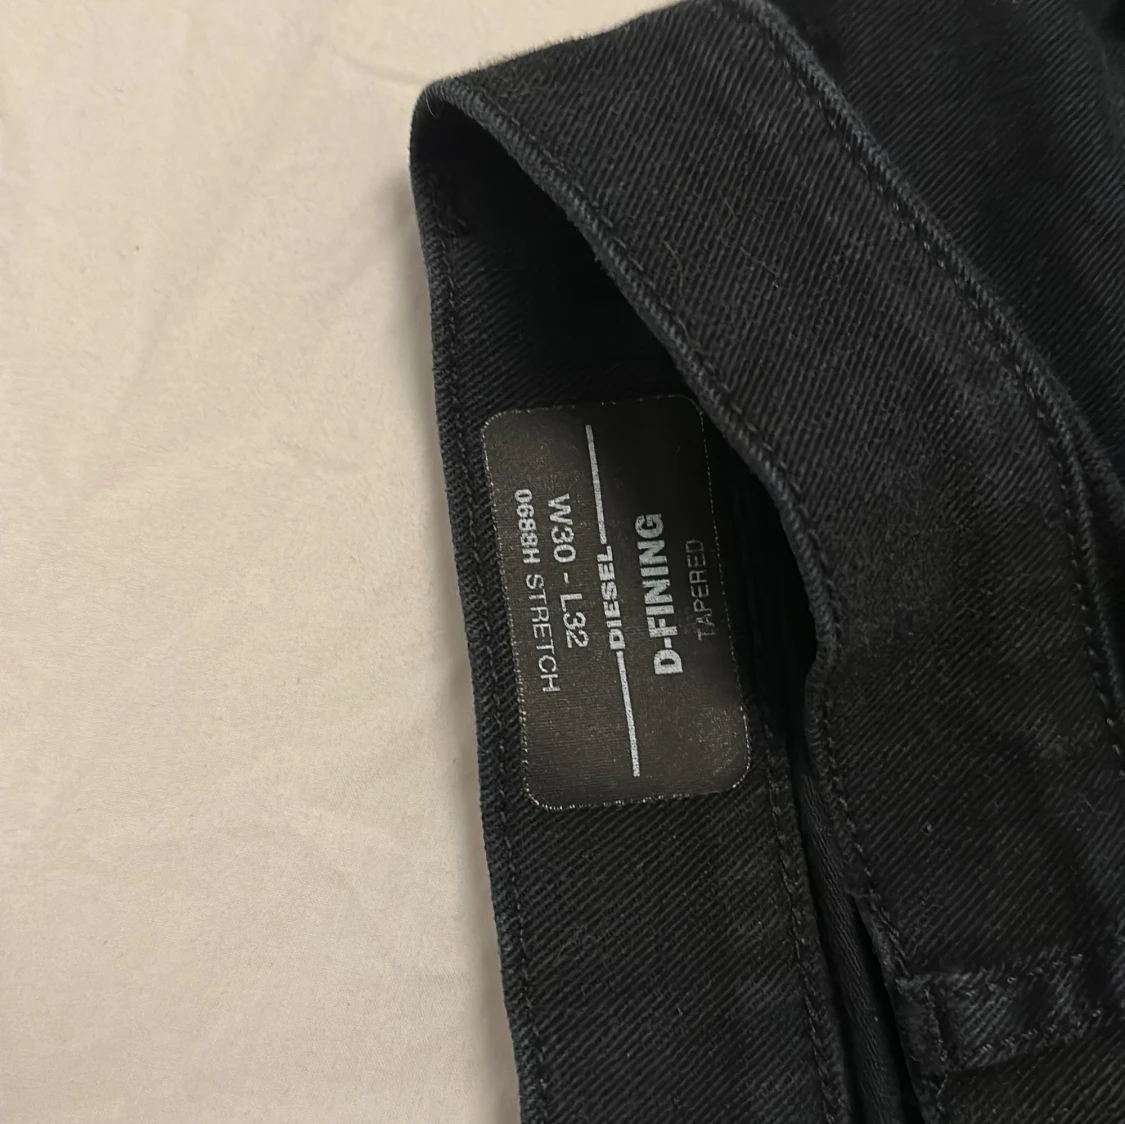 DIESEL
D-FINING
TAPERED
W30 - L32
0688H STRETCH